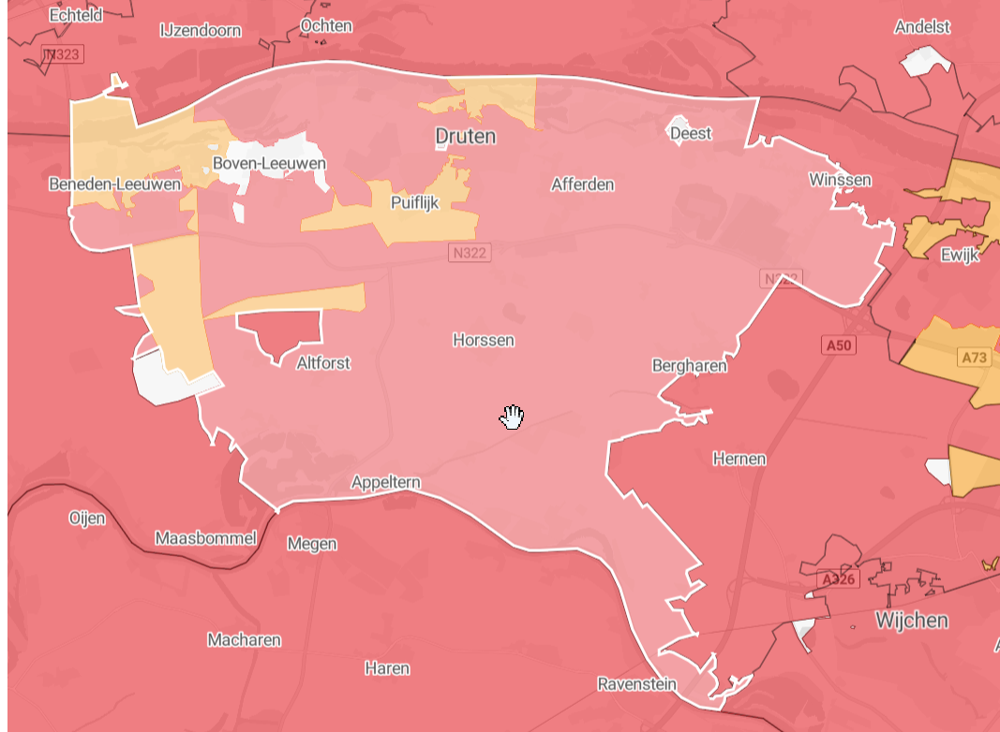 Echteld
IJzendoorn
Ochten
Andelst
N323
Druten
Deest
Boven-Leeuwen
Beneden-Leeuwen
Afferden
Winssen
Puiflijk
N322
Ewijk
N322
Horssen
A50
A73
Altforst
Bergharen
Hernen
Appeltern
Oijen
Maasbommel
Megen
A326
Wijchen
Macharen
Haren
Ravenstein